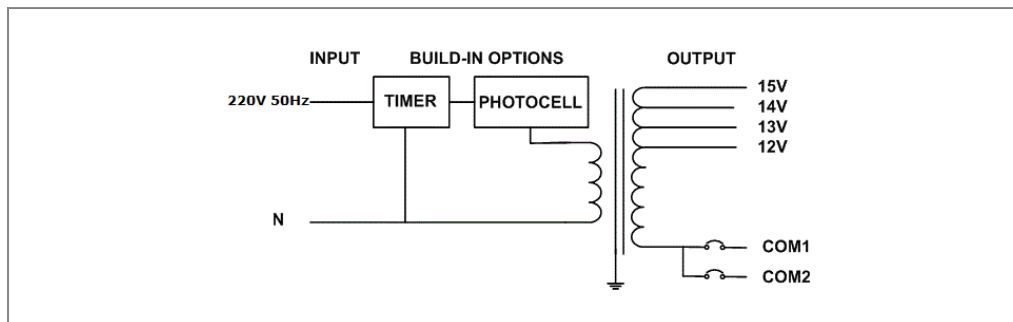 INPUT
BUILD-IN OPTIONS
OUTPUT
220V 50Hz
TIMER
PHOTOCELL
15V
14V
13V
12V
N
COM1
COM2